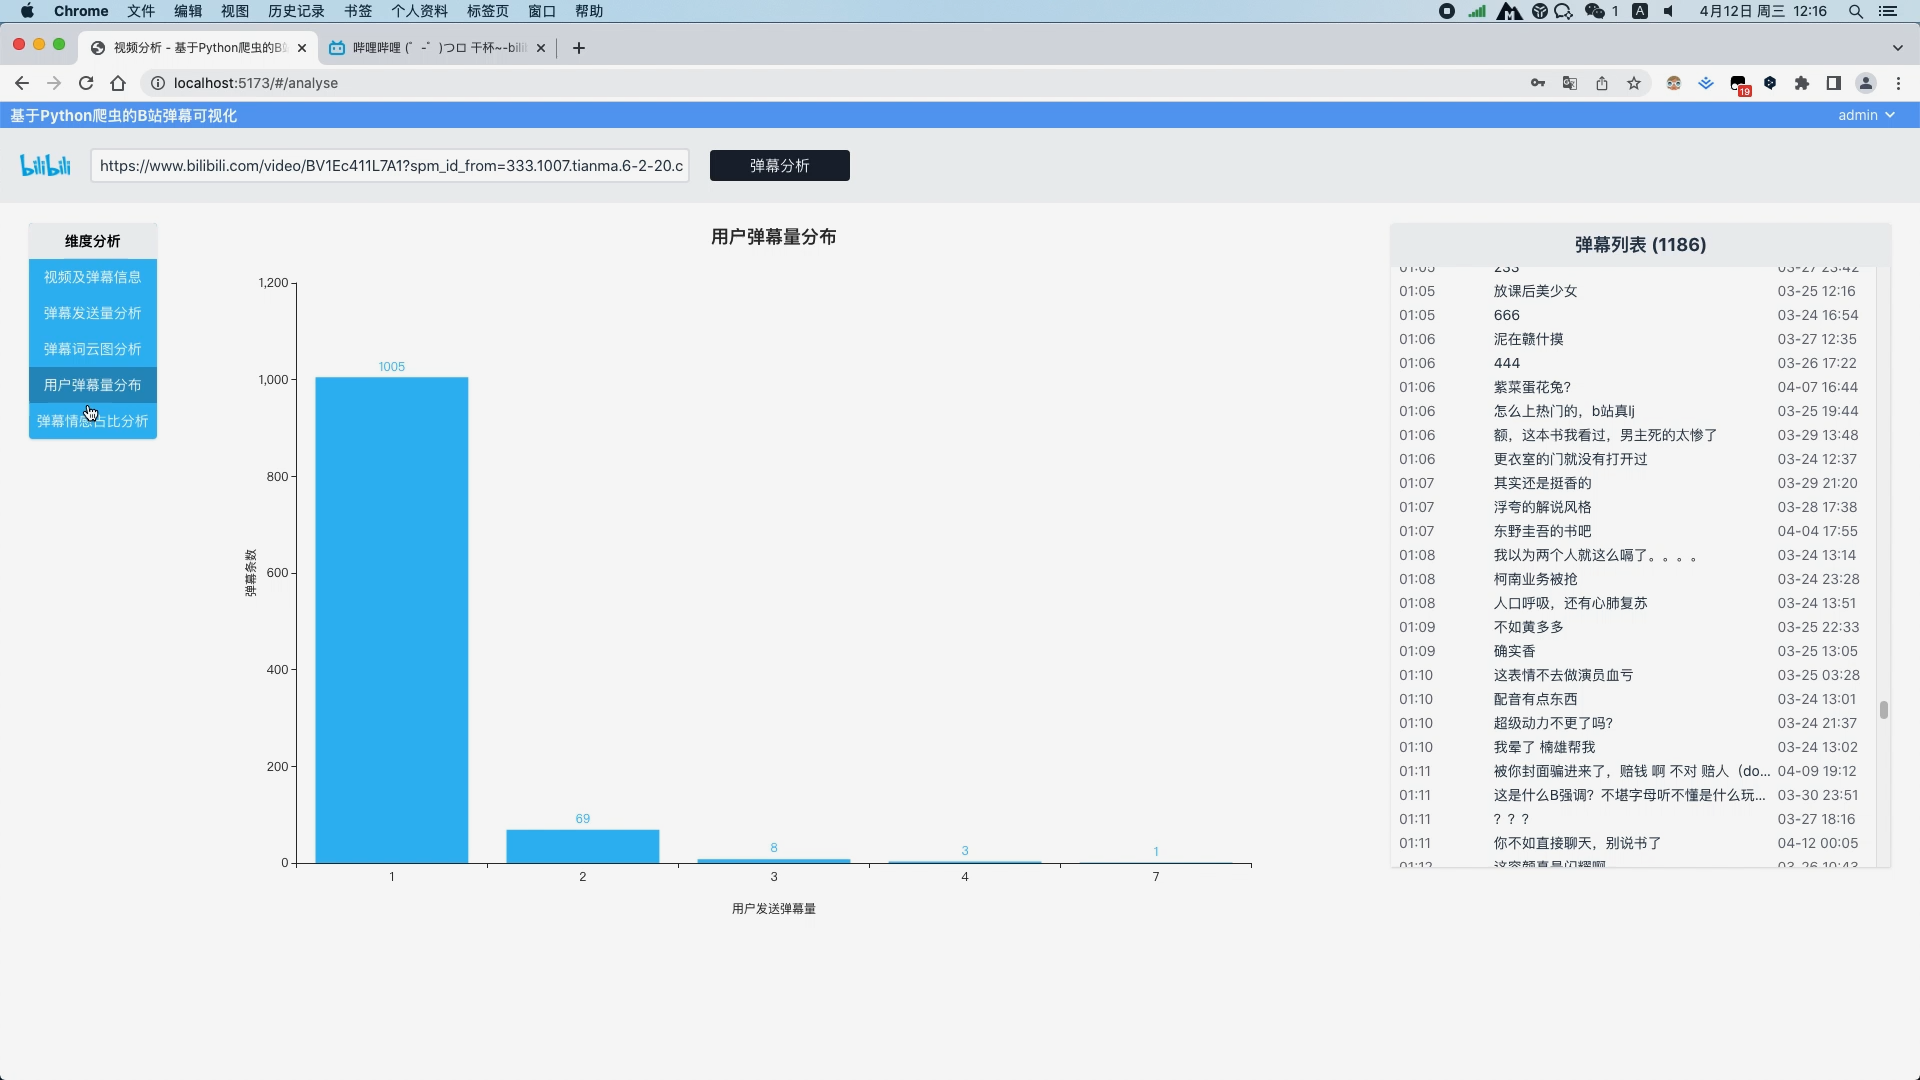 Chrome 文件 编辑 视图 历史记录 书签 个人资料 标签页 窗口 帮助 1 A 4月12日 周三 12:16
视频分析 - 基于Python爬虫的B站
哔哩哔哩 (゜-゜)つロ 干杯~-bili
localhost:5173/#/analyse
19
基于Python爬虫的B站弹幕可视化
admin
bilibili
https://www.bilibili.com/video/BV1Ec411L7A1?spm_id_from=333.1007.tianma.6-2-20.c
弹幕分析
维度分析
视频及弹幕信息
弹幕发送量分析
弹幕词云图分析
用户弹幕量分布
弹幕情感占比分析
用户弹幕量分布
弹幕条数
1,200
1,000
800
600
400
200
0
1005
69
8
3
1
1
2
3
4
7
用户发送弹幕量
弹幕列表 (1186)
01:05 233 03-27 23:42
01:05 放课后美少女 03-25 12:16
01:05 666 03-24 16:54
01:06 泥在赣什摸 03-27 12:35
01:06 444 03-26 17:22
01:06 紫菜蛋花兔? 04-07 16:44
01:06 怎么上热门的，b站真lj 03-25 19:44
01:06 额，这本书我看过，男主死的太惨了 03-29 13:48
01:06 更衣室的门就没有打开过 03-24 12:37
01:07 其实还是挺香的 03-29 21:20
01:07 浮夸的解说风格 03-28 17:38
01:07 东野圭吾的书吧 04-04 17:55
01:08 我以为两个人就这么嗝了。。。。 03-24 13:14
01:08 柯南业务被抢 03-24 23:28
01:08 人口呼吸，还有心肺复苏 03-24 13:51
01:09 不如黄多多 03-25 22:33
01:09 确实香 03-25 13:05
01:10 这表情不去做演员血亏 03-25 03:28
01:10 配音有点东西 03-24 13:01
01:10 超级动力不更了吗? 03-24 21:37
01:10 我晕了 楠雄帮我 03-24 13:02
01:11 被你封面骗进来了，赔钱 啊 不对 赔人（do... 04-09 19:12
01:11 这是什么B强调？不堪字母听不懂是什么玩... 03-30 23:51
01:11 ？？？ 03-27 18:16
01:11 你不如直接聊天，别说书了 04-12 00:05
01:12 这容颜真是闪耀啊 03-26 10:43